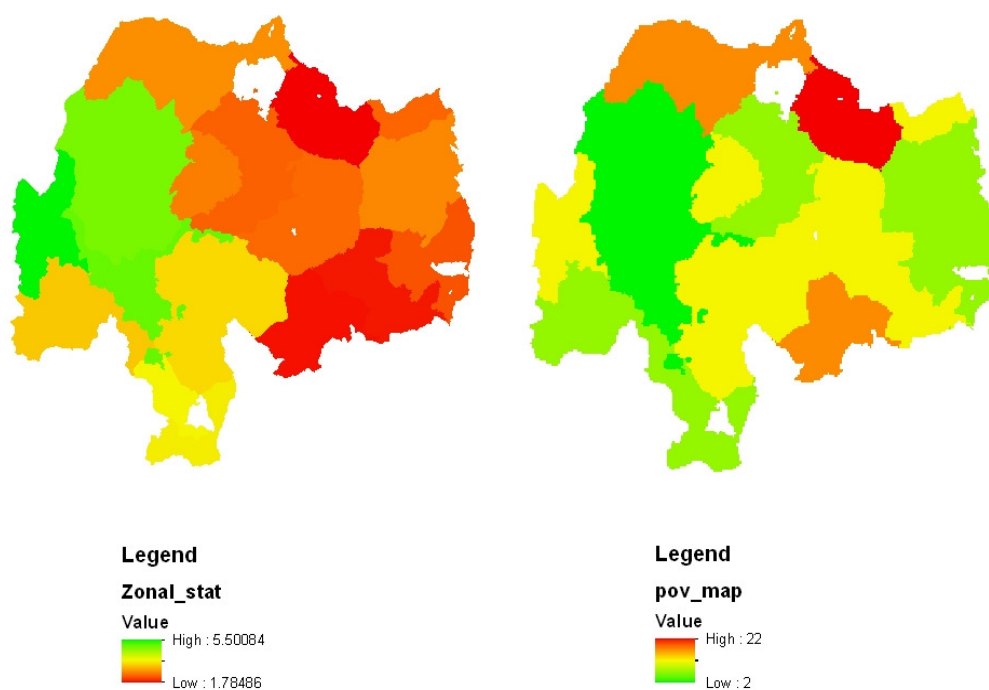 Legend
Zonal_stat
Value
High : 5.50084
Low : 1.78486
Legend
pov_map
Value
High : 22
Low : 2